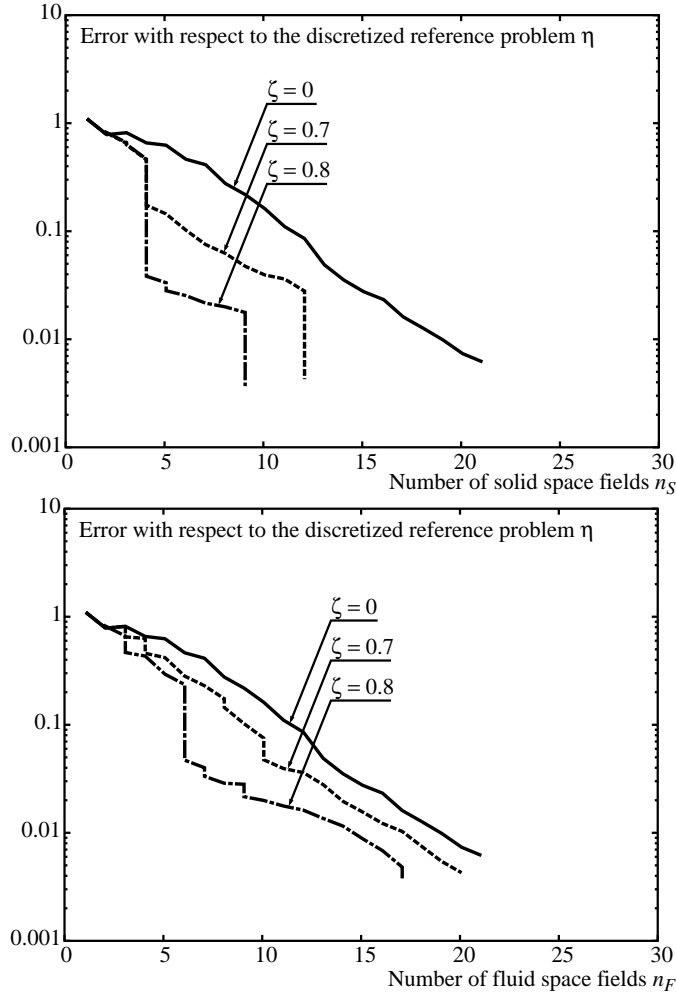 10
Error with respect to the discretized reference problem η
ζ = 0
1
ζ = 0.7
ζ = 0.8
0.1
0.01
0.001
0 5 10 15 20 25 30
Number of solid space fields nS
10
Error with respect to the discretized reference problem η
ζ = 0
1
ζ = 0.7
ζ = 0.8
0.1
0.01
0.001
0 5 10 15 20 25 30
Number of fluid space fields nF